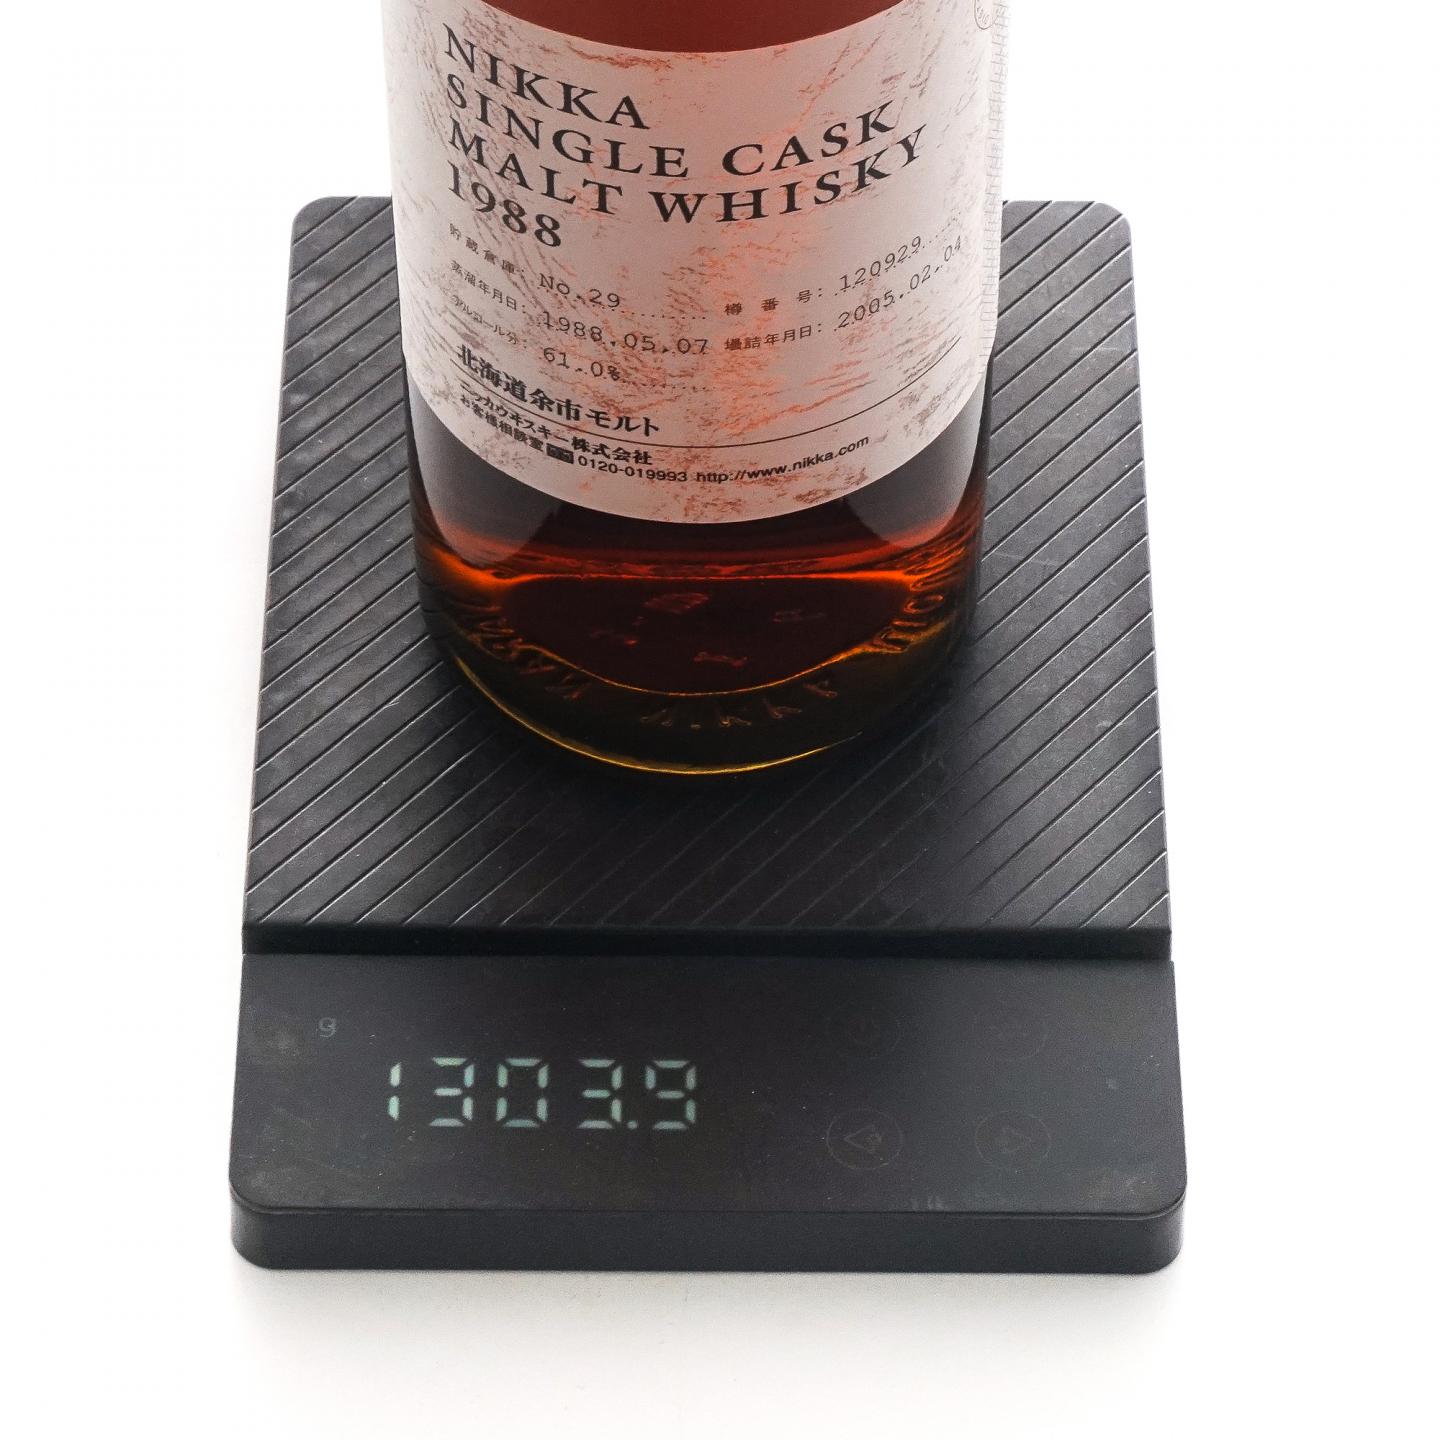 NIKKA
SINGLE CASK
MALT WHISKY
1988
貯蔵倉庫: No.29 樽番号: 120929
蒸溜年月日: 1988.05.07 壜詰年月日: 2005.02.04
アルコール分: 61.0%
北海道余市モルト
ニッカウヰスキー株式会社
お客様相談室 0120-019993 http://www.nikka.com
NIKKA
g
1303.9